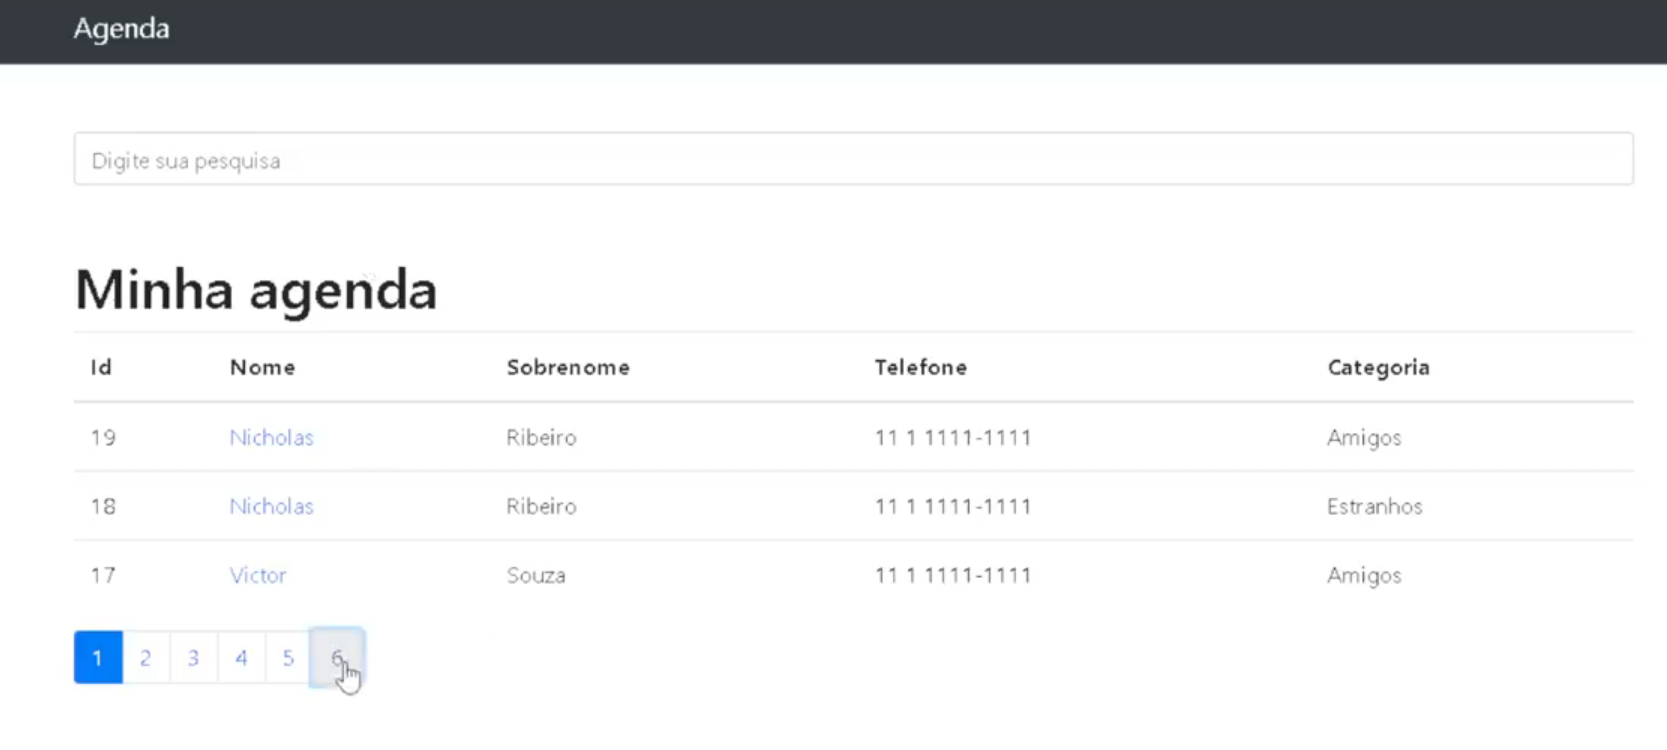 Agenda
Digite sua pesquisa
Minha agenda
Id Nome Sobrenome Telefone Categoria
19 Nicholas Ribeiro 11 1 1111-1111 Amigos
18 Nicholas Ribeiro 11 1 1111-1111 Estranhos
17 Victor Souza 11 1 1111-1111 Amigos
1 2 3 4 5 6